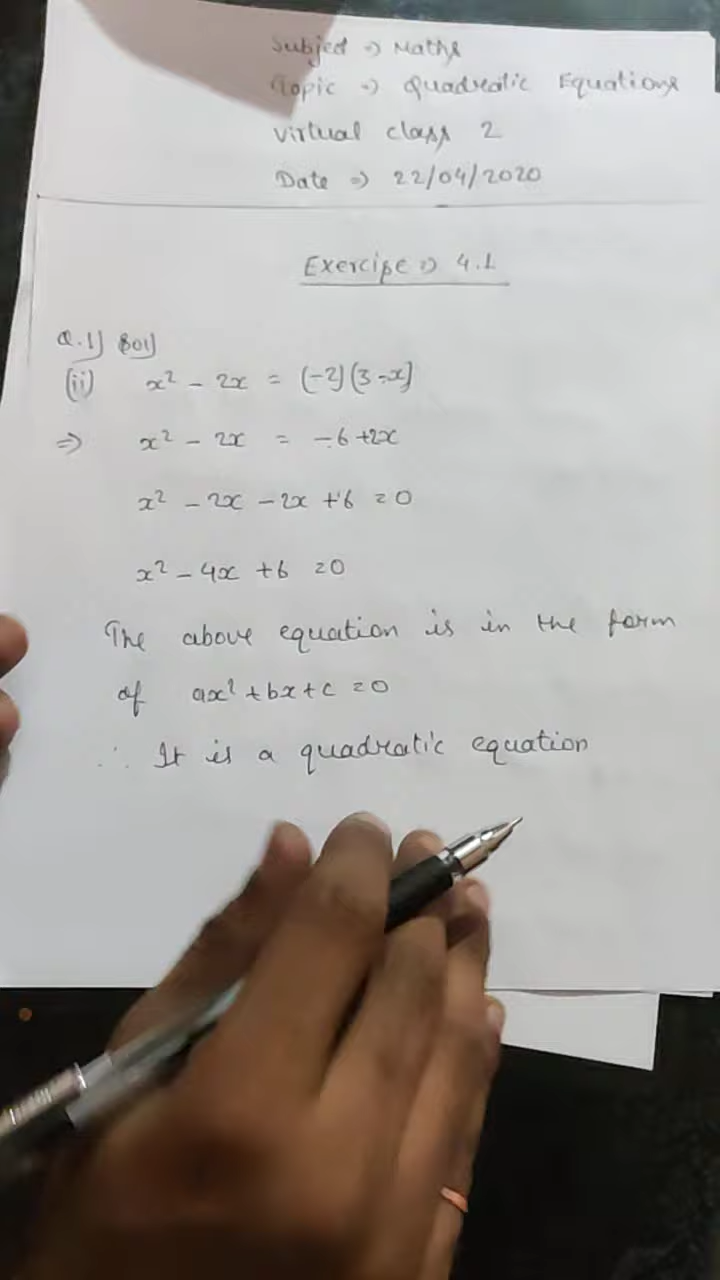 Subject ⇒ Maths
Topic ⇒ Quadratic Equations
Virtual class 2
Date ⇒ 22/04/2020
Exercise ⇒ 4.1
Q.1) Sol)
(ii) x² - 2x = (-2)(3-x)
⇒ x² - 2x = -6+2x
x² - 2x - 2x +6 = 0
x² - 4x +6 = 0
The above equation is in the form
of ax² + bx + c = 0
∴ It is a quadratic equation